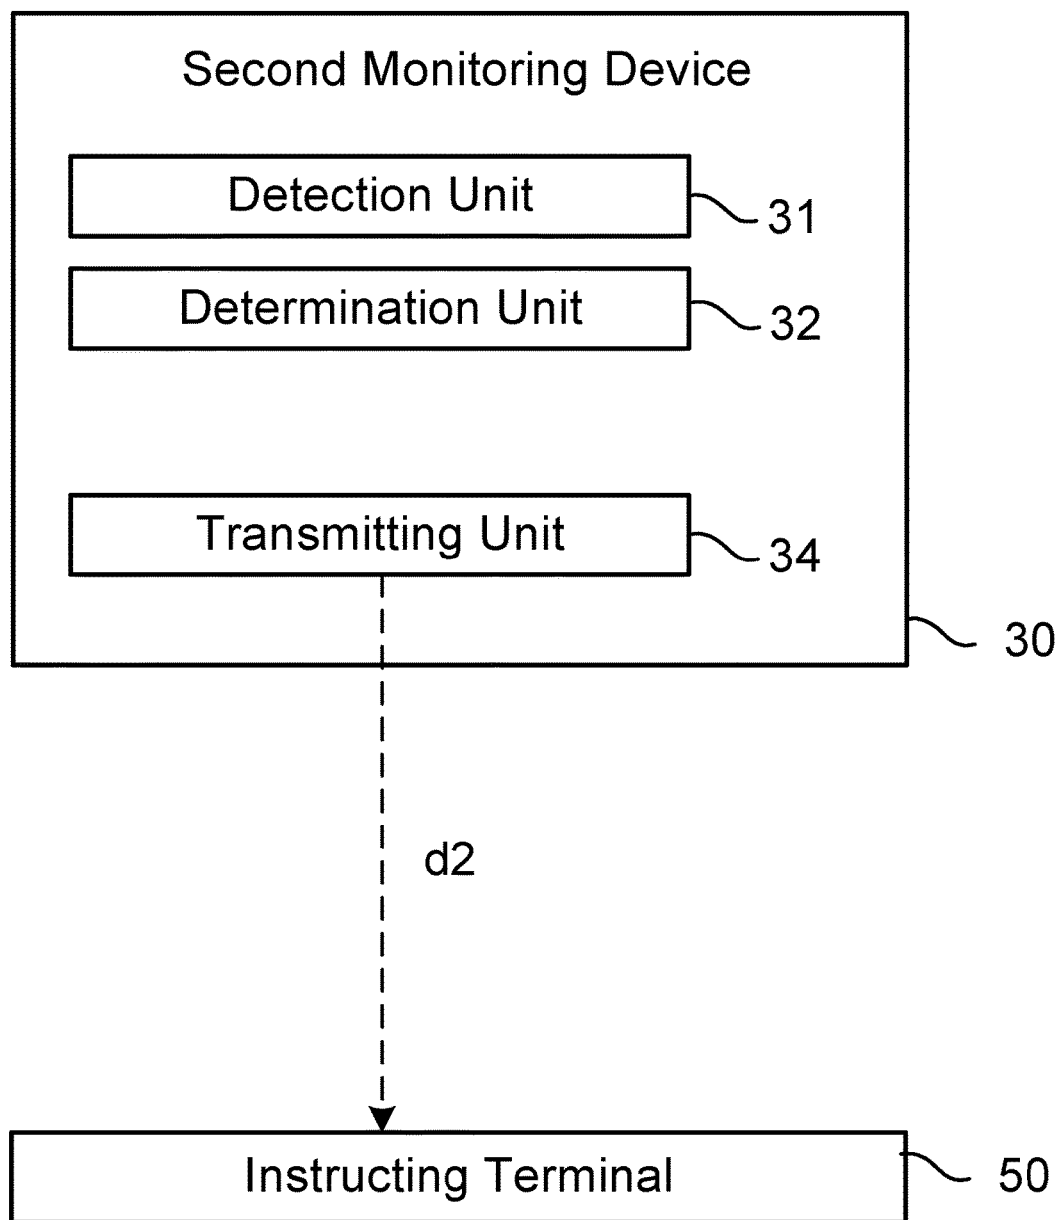 Second Monitoring Device
Detection Unit
31
Determination Unit
32
Transmitting Unit
34
30
d2
Instructing Terminal
50